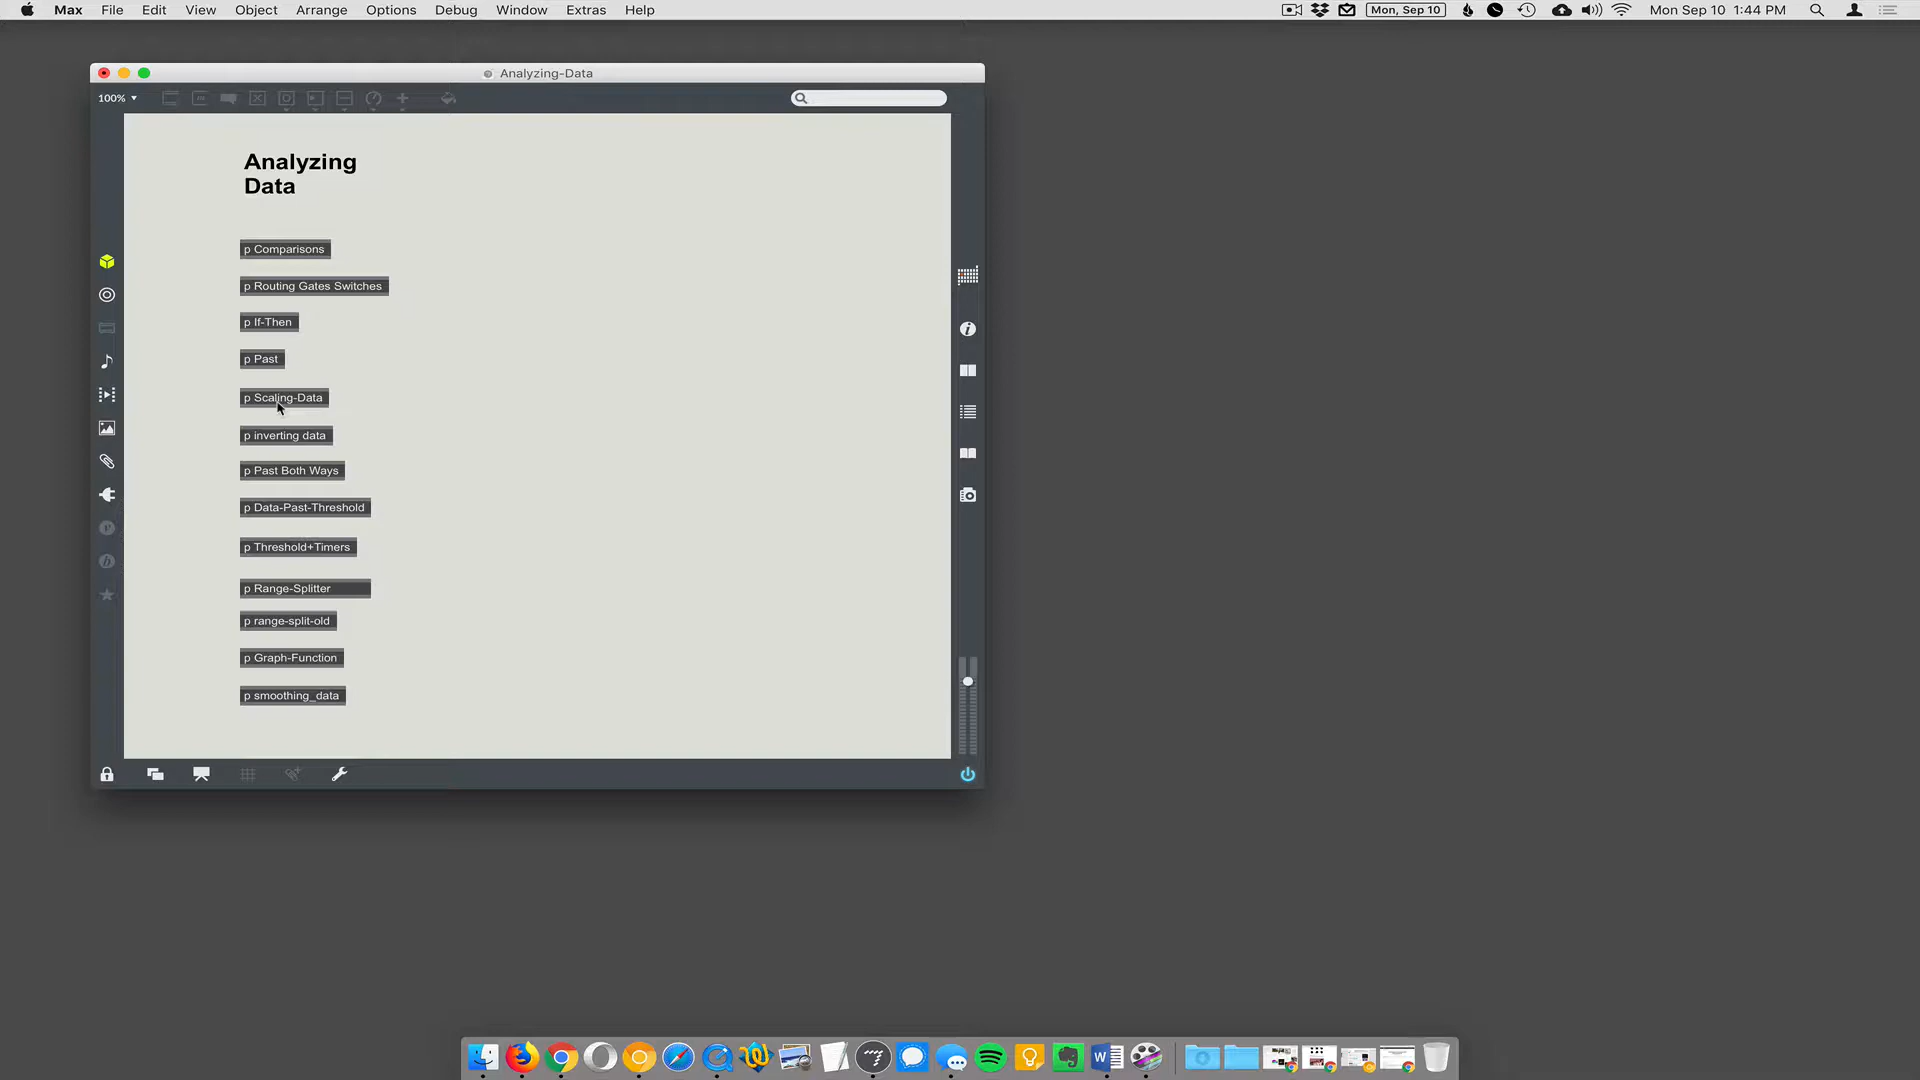 Max File Edit View Object Arrange Options Debug Window Extras Help Mon, Sep 10 Mon Sep 10 1:44 PM
Analyzing-Data
100%
Analyzing
Data
p Comparisons
p Routing Gates Switches
p If-Then
p Past
p Scaling-Data
p inverting data
p Past Both Ways
p Data-Past-Threshold
p Threshold+Timers
p Range-Splitter
p range-split-old
p Graph-Function
p smoothing_data